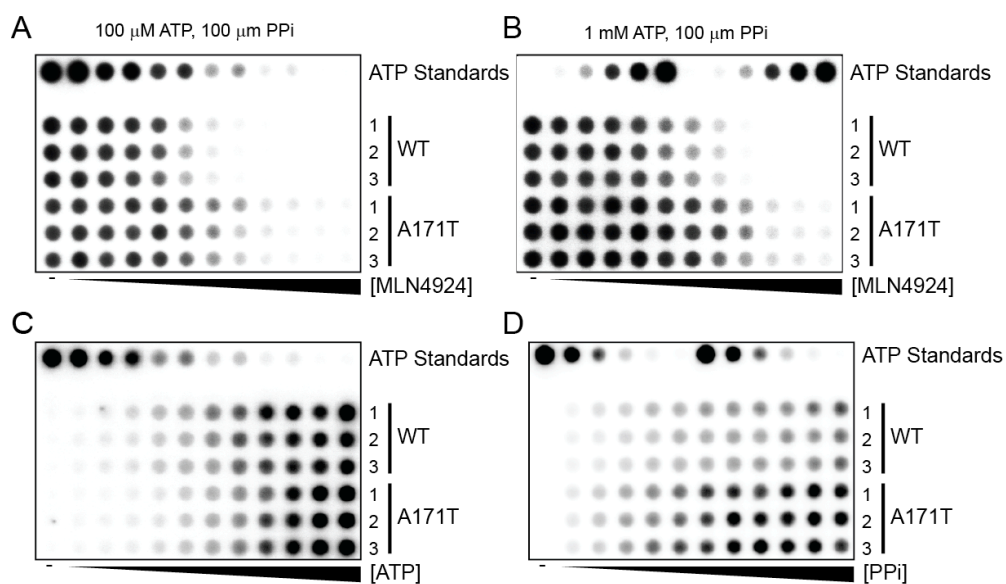 A
100 μM ATP, 100 μm PPi
ATP Standards
1
2
3
WT
1
2
3
A171T
-
[MLN4924]
B
1 mM ATP, 100 μm PPi
ATP Standards
1
2
3
WT
1
2
3
A171T
-
[MLN4924]
C
ATP Standards
1
2
3
WT
1
2
3
A171T
-
[ATP]
D
ATP Standards
1
2
3
WT
1
2
3
A171T
-
[PPi]